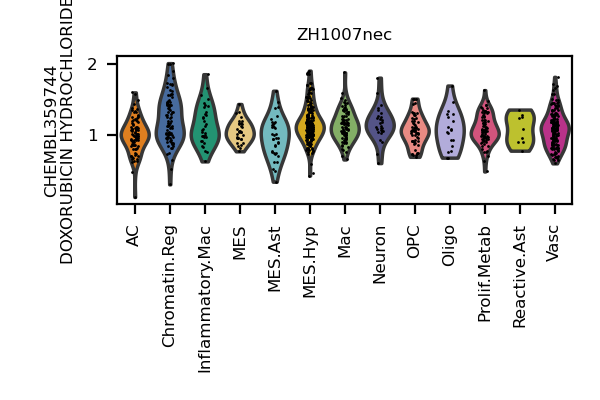 ZH1007nec
CHEMBL359744
DOXORUBICIN HYDROCHLORIDE
2
1
AC
Chromatin.Reg
Inflammatory.Mac
MES
MES.Ast
MES.Hyp
Mac
Neuron
OPC
Oligo
Prolif.Metab
Reactive.Ast
Vasc